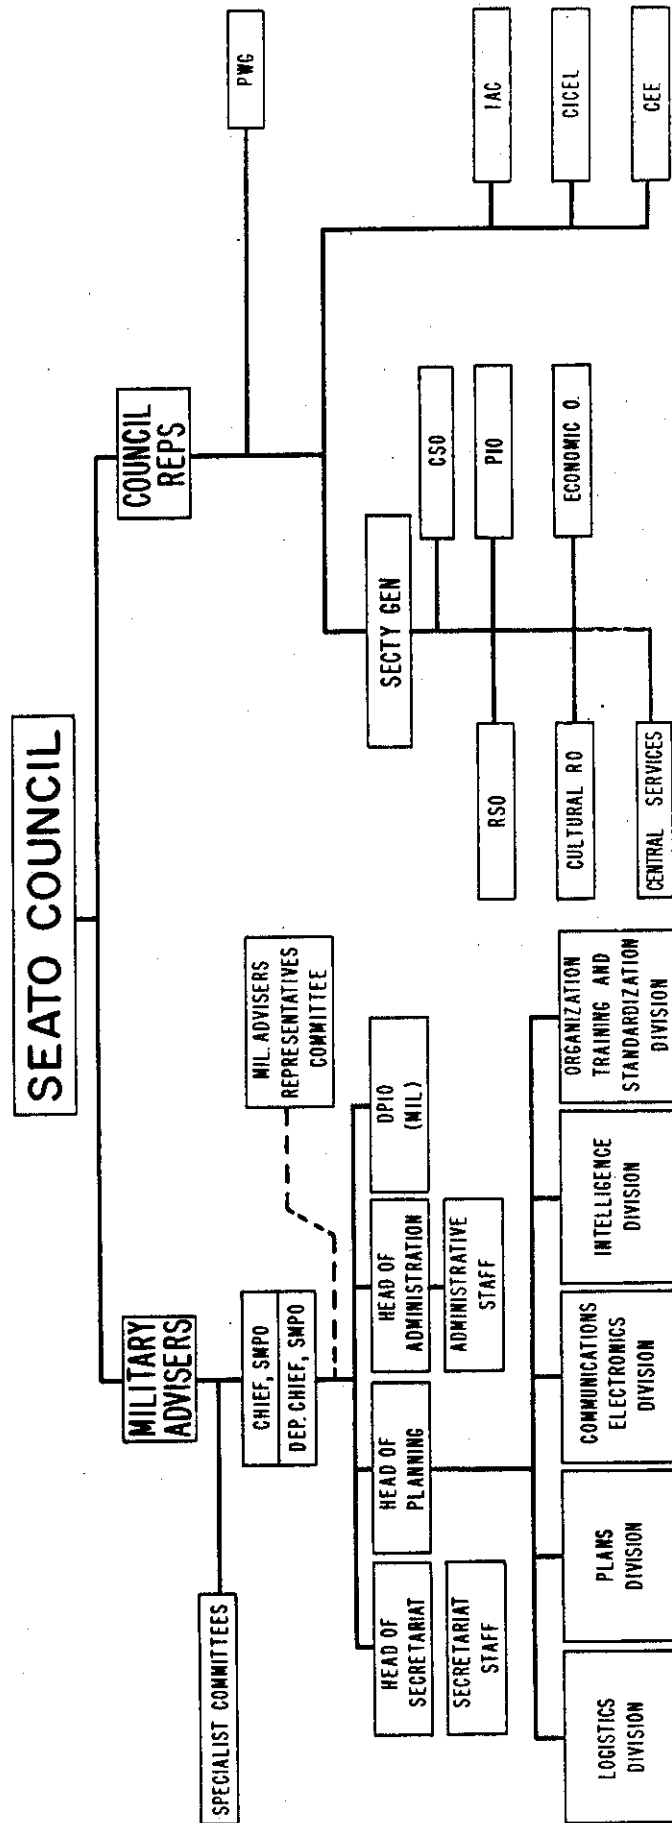 SEATO COUNCIL
MILITARY
ADVISERS
COUNCIL
REPS
SPECIALIST COMMITTEES
CHIEF, SMPO
DEP. CHIEF, SMPO
MIL. ADVISERS
REPRESENTATIVES
COMMITTEE
PWG
HEAD OF
SECRETARIAT
HEAD OF
PLANNING
HEAD OF
ADMINISTRATION
DPIO
(MIL)
SECRETARIAT
STAFF
ADMINISTRATIVE
STAFF
LOGISTICS
DIVISION
PLANS
DIVISION
COMMUNICATIONS
ELECTRONICS
DIVISION
INTELLIGENCE
DIVISION
ORGANIZATION
TRAINING AND
STANDARDIZATION
DIVISION
SECTY GEN
CSO
RSO
PIO
CULTURAL RO
ECONOMIC O.
CENTRAL SERVICES
IAC
CICEL
CEE